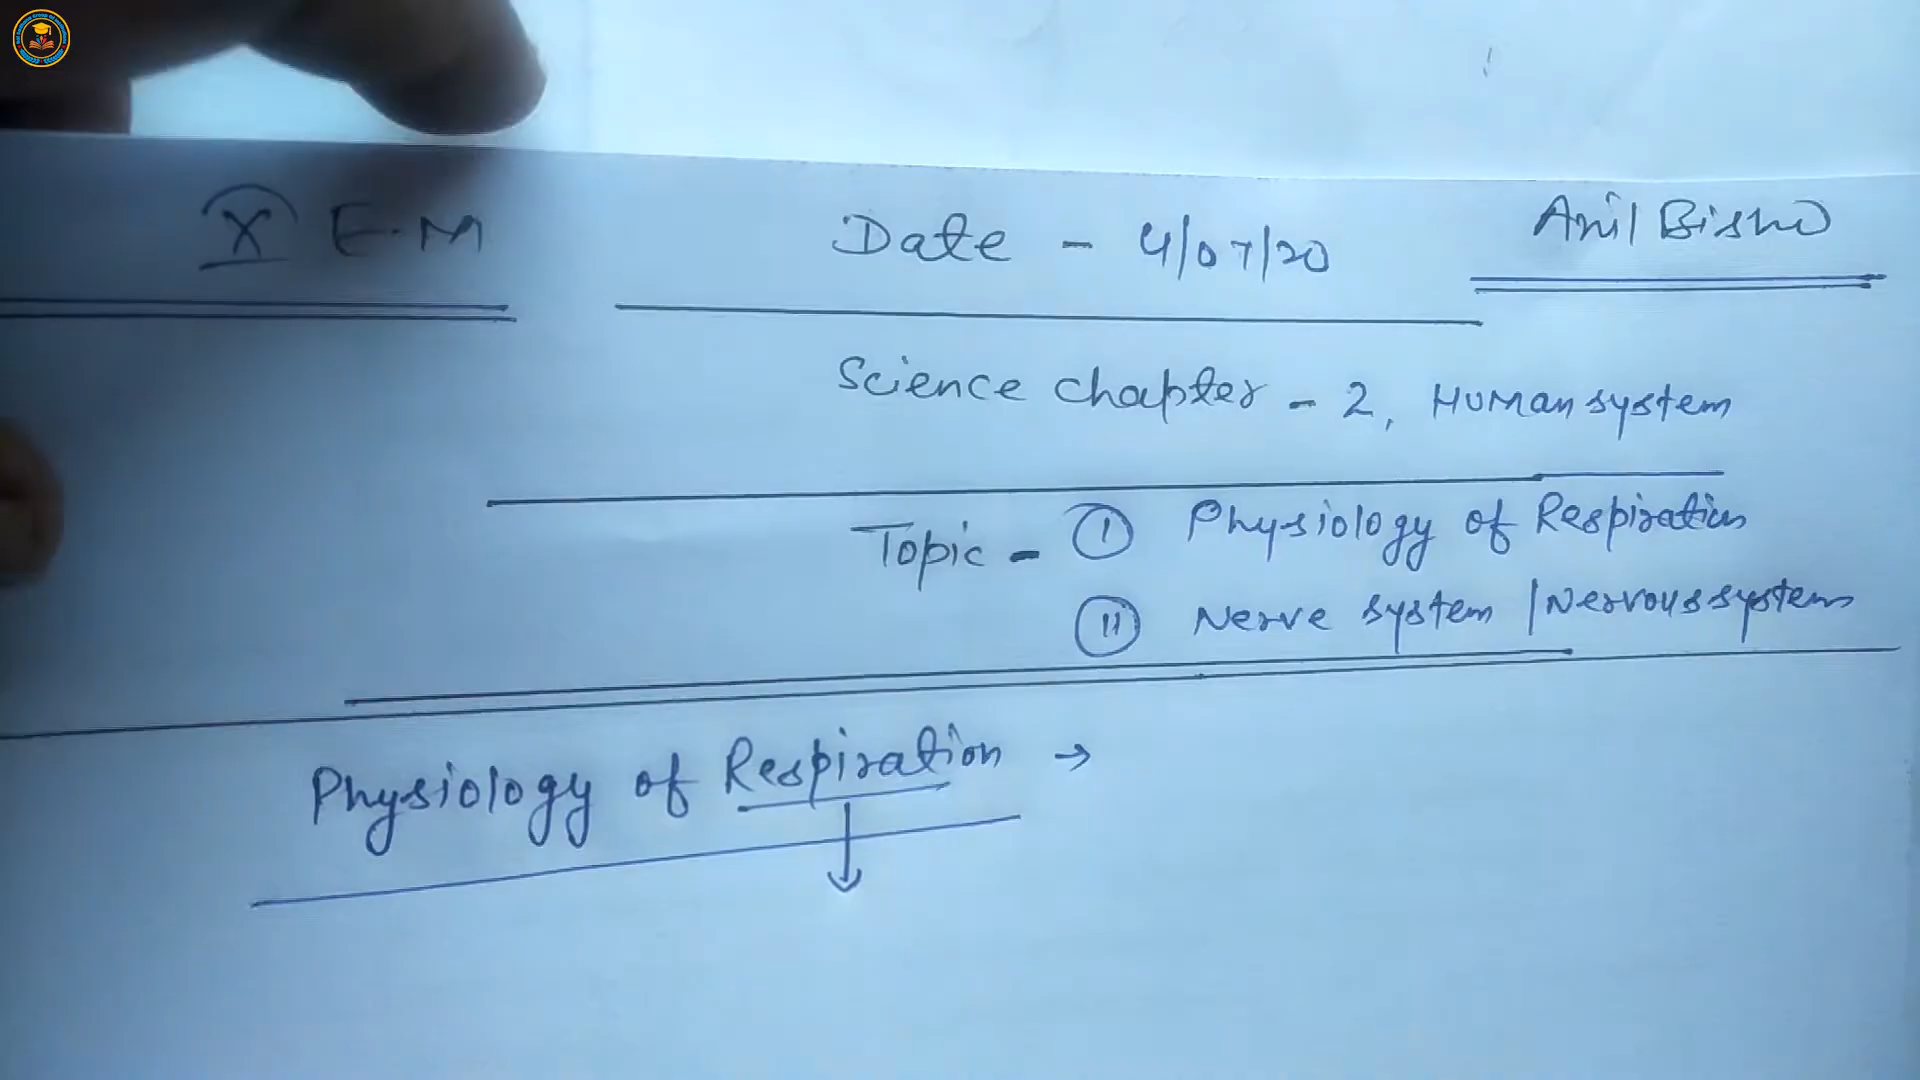 X E.M Date - 4/07/20 Anil Bisho
Science chapter - 2, Human system
Topic - I Physiology of Respiration
II Nerve system / Nervous system
Physiology of Respiration →